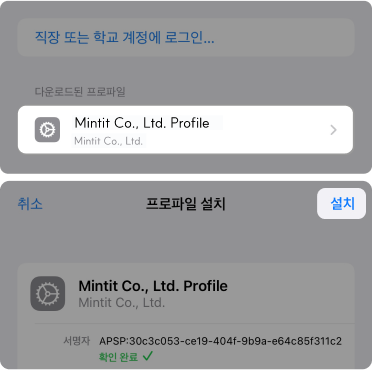 직장 또는 학교 계정에 로그인...
다운로드된 프로파일
Mintit Co., Ltd. Profile
Mintit Co., Ltd.
취소 프로파일 설치 설치
Mintit Co., Ltd. Profile
Mintit Co., Ltd.
서명자 APSP:30c3c053-ce19-404f-9b9a-e64c85f311c2
확인 완료 ✓